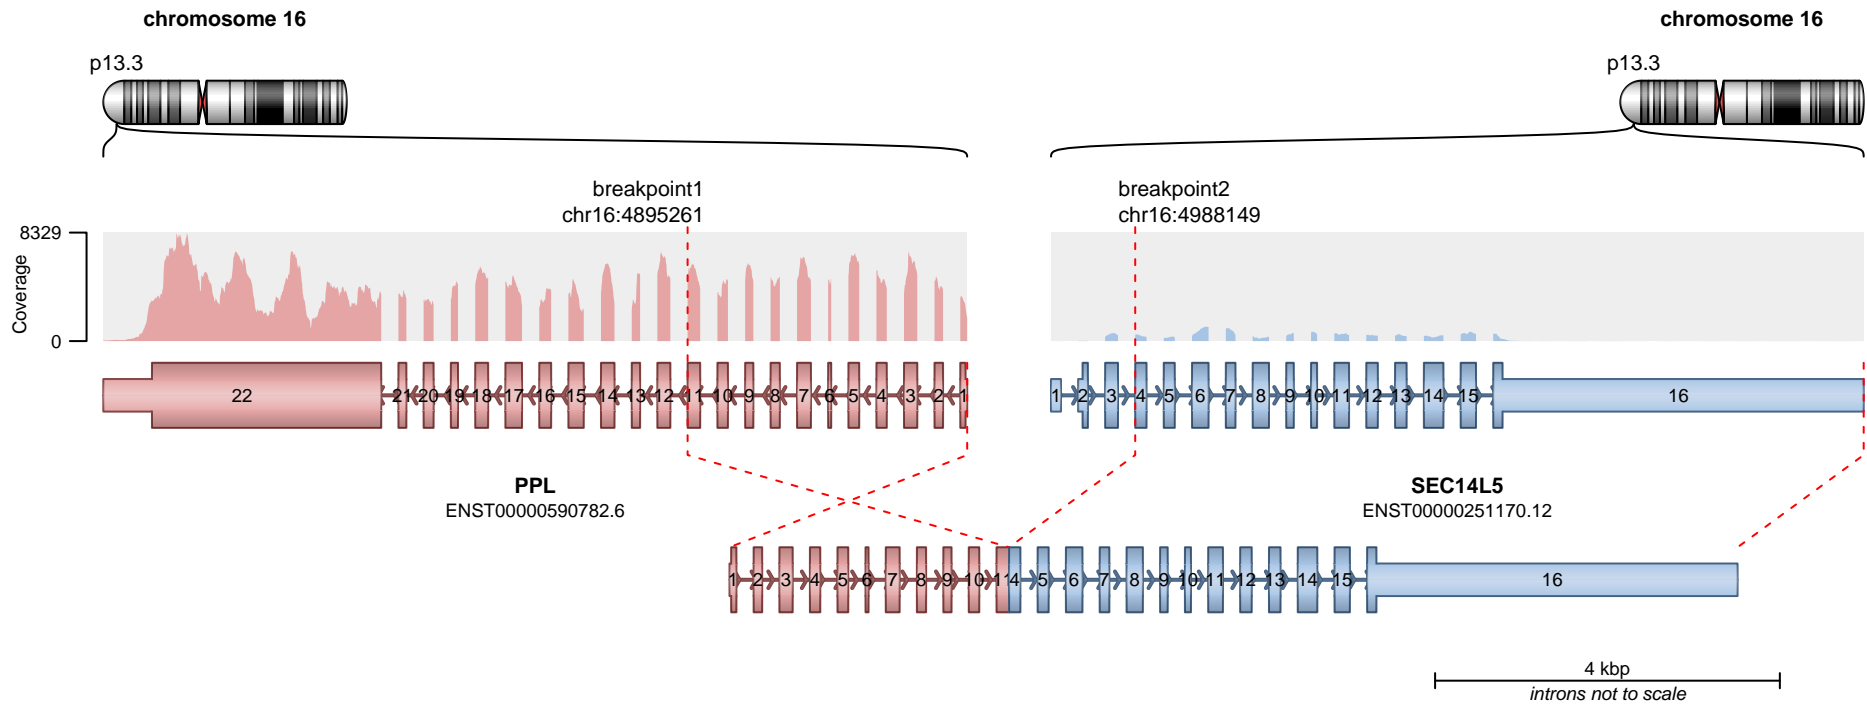 chromosome 16
chromosome 16
p13.3
p13.3
breakpoint1
chr16:4895261
breakpoint2
chr16:4988149
8329
Coverage
0
22 21 20 19 18 17 16 15 14 13 12 11 10 9 8 7 6 5 4 3 2 1
1 2 3 4 5 6 7 8 9 10 11 12 13 14 15 16
PPL
ENST00000590782.6
SEC14L5
ENST00000251170.12
1 2 3 4 5 6 7 8 9 10 11 4 5 6 7 8 9 10 11 12 13 14 15 16
4 kbp
introns not to scale